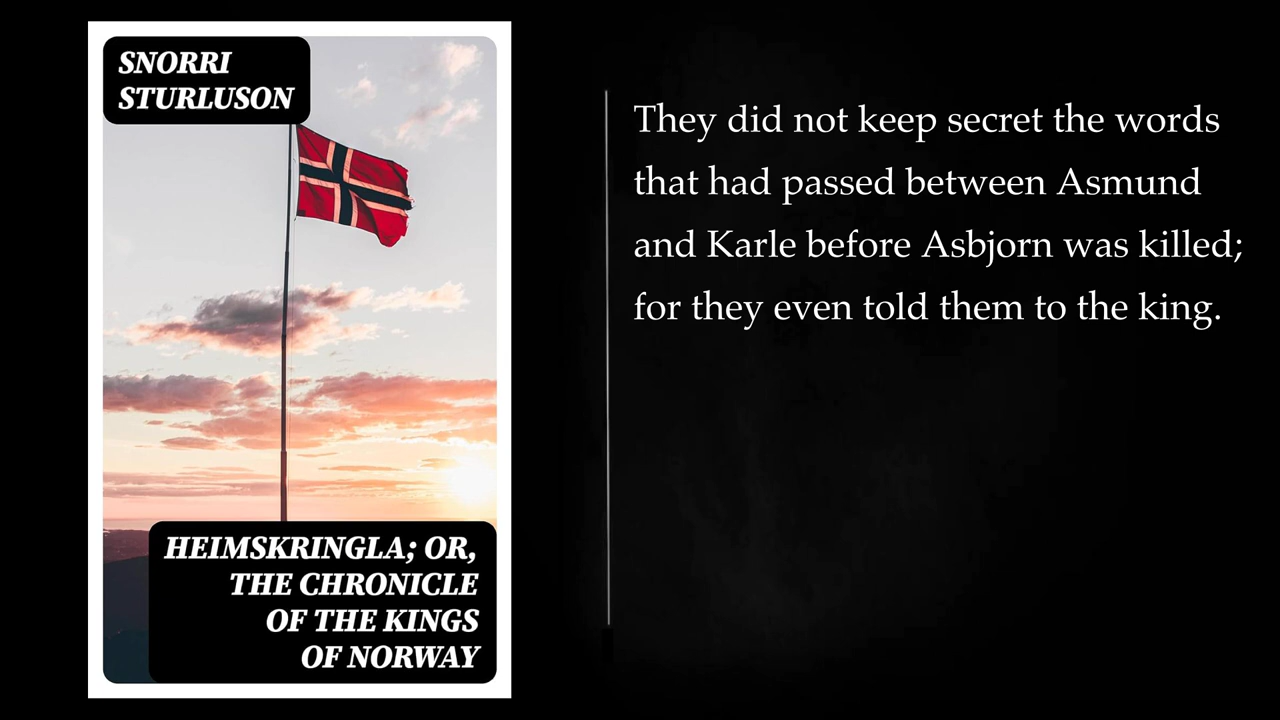 SNORRI
STURLUSON
HEIMSKRINGLA; OR,
THE CHRONICLE
OF THE KINGS
OF NORWAY
They did not keep secret the words
that had passed between Asmund
and Karle before Asbjorn was killed;
for they even told them to the king.